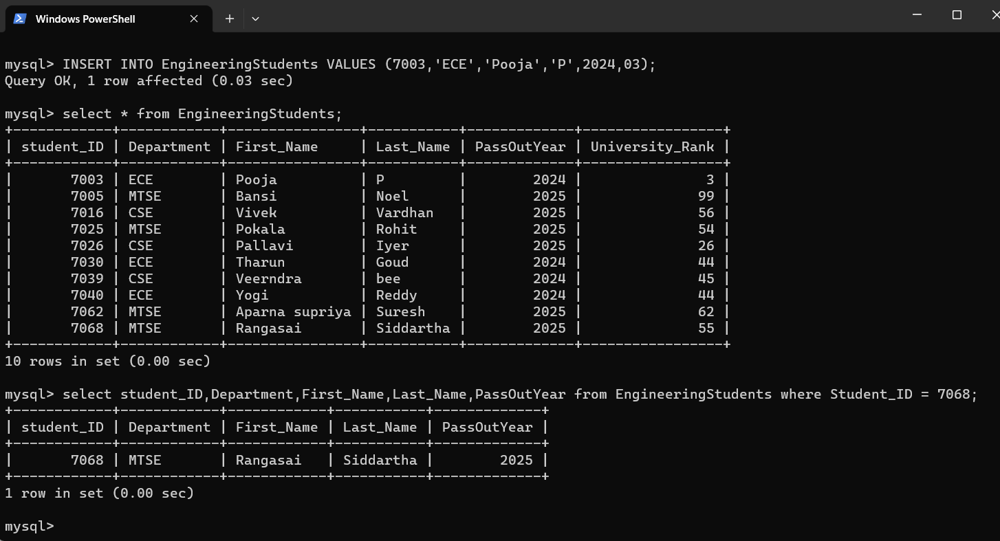 Windows PowerShell
mysql> INSERT INTO EngineeringStudents VALUES (7003,'ECE','Pooja','P',2024,03);
Query OK, 1 row affected (0.03 sec)
mysql> select * from EngineeringStudents;
+------------+------------+----------------+-----------+-------------+-----------------+
| student_ID | Department | First_Name     | Last_Name | PassOutYear | University_Rank |
+------------+------------+----------------+-----------+-------------+-----------------+
|       7003 | ECE        | Pooja          | P         |        2024 |               3 |
|       7005 | MTSE       | Bansi          | Noel      |        2025 |              99 |
|       7016 | CSE        | Vivek          | Vardhan   |        2025 |              56 |
|       7025 | MTSE       | Pokala         | Rohit     |        2025 |              54 |
|       7026 | CSE        | Pallavi        | Iyer      |        2025 |              26 |
|       7030 | ECE        | Tharun         | Goud      |        2024 |              44 |
|       7039 | CSE        | Veerndra       | bee       |        2024 |              45 |
|       7040 | ECE        | Yogi           | Reddy     |        2024 |              44 |
|       7062 | MTSE       | Aparna supriya | Suresh    |        2025 |              62 |
|       7068 | MTSE       | Rangasai       | Siddartha |        2025 |              55 |
+------------+------------+----------------+-----------+-------------+-----------------+
10 rows in set (0.00 sec)
mysql> select student_ID,Department,First_Name,Last_Name,PassOutYear from EngineeringStudents where Student_ID = 7068;
+------------+------------+------------+-----------+-------------+
| student_ID | Department | First_Name | Last_Name | PassOutYear |
+------------+------------+------------+-----------+-------------+
|       7068 | MTSE       | Rangasai   | Siddartha |        2025 |
+------------+------------+------------+-----------+-------------+
1 row in set (0.00 sec)
mysql>